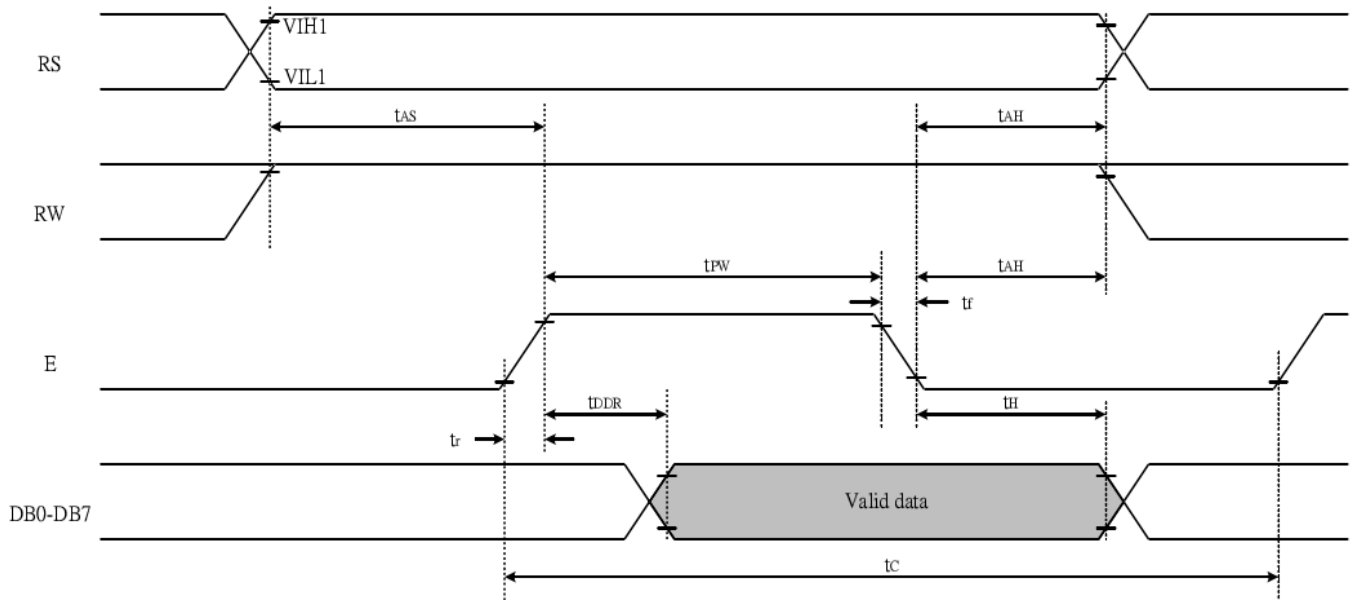 VIH1
RS
VIL1
tAS
tAH
RW
tPW
tAH
tf
E
tDDR
tH
tr
Valid data
DB0-DB7
tC